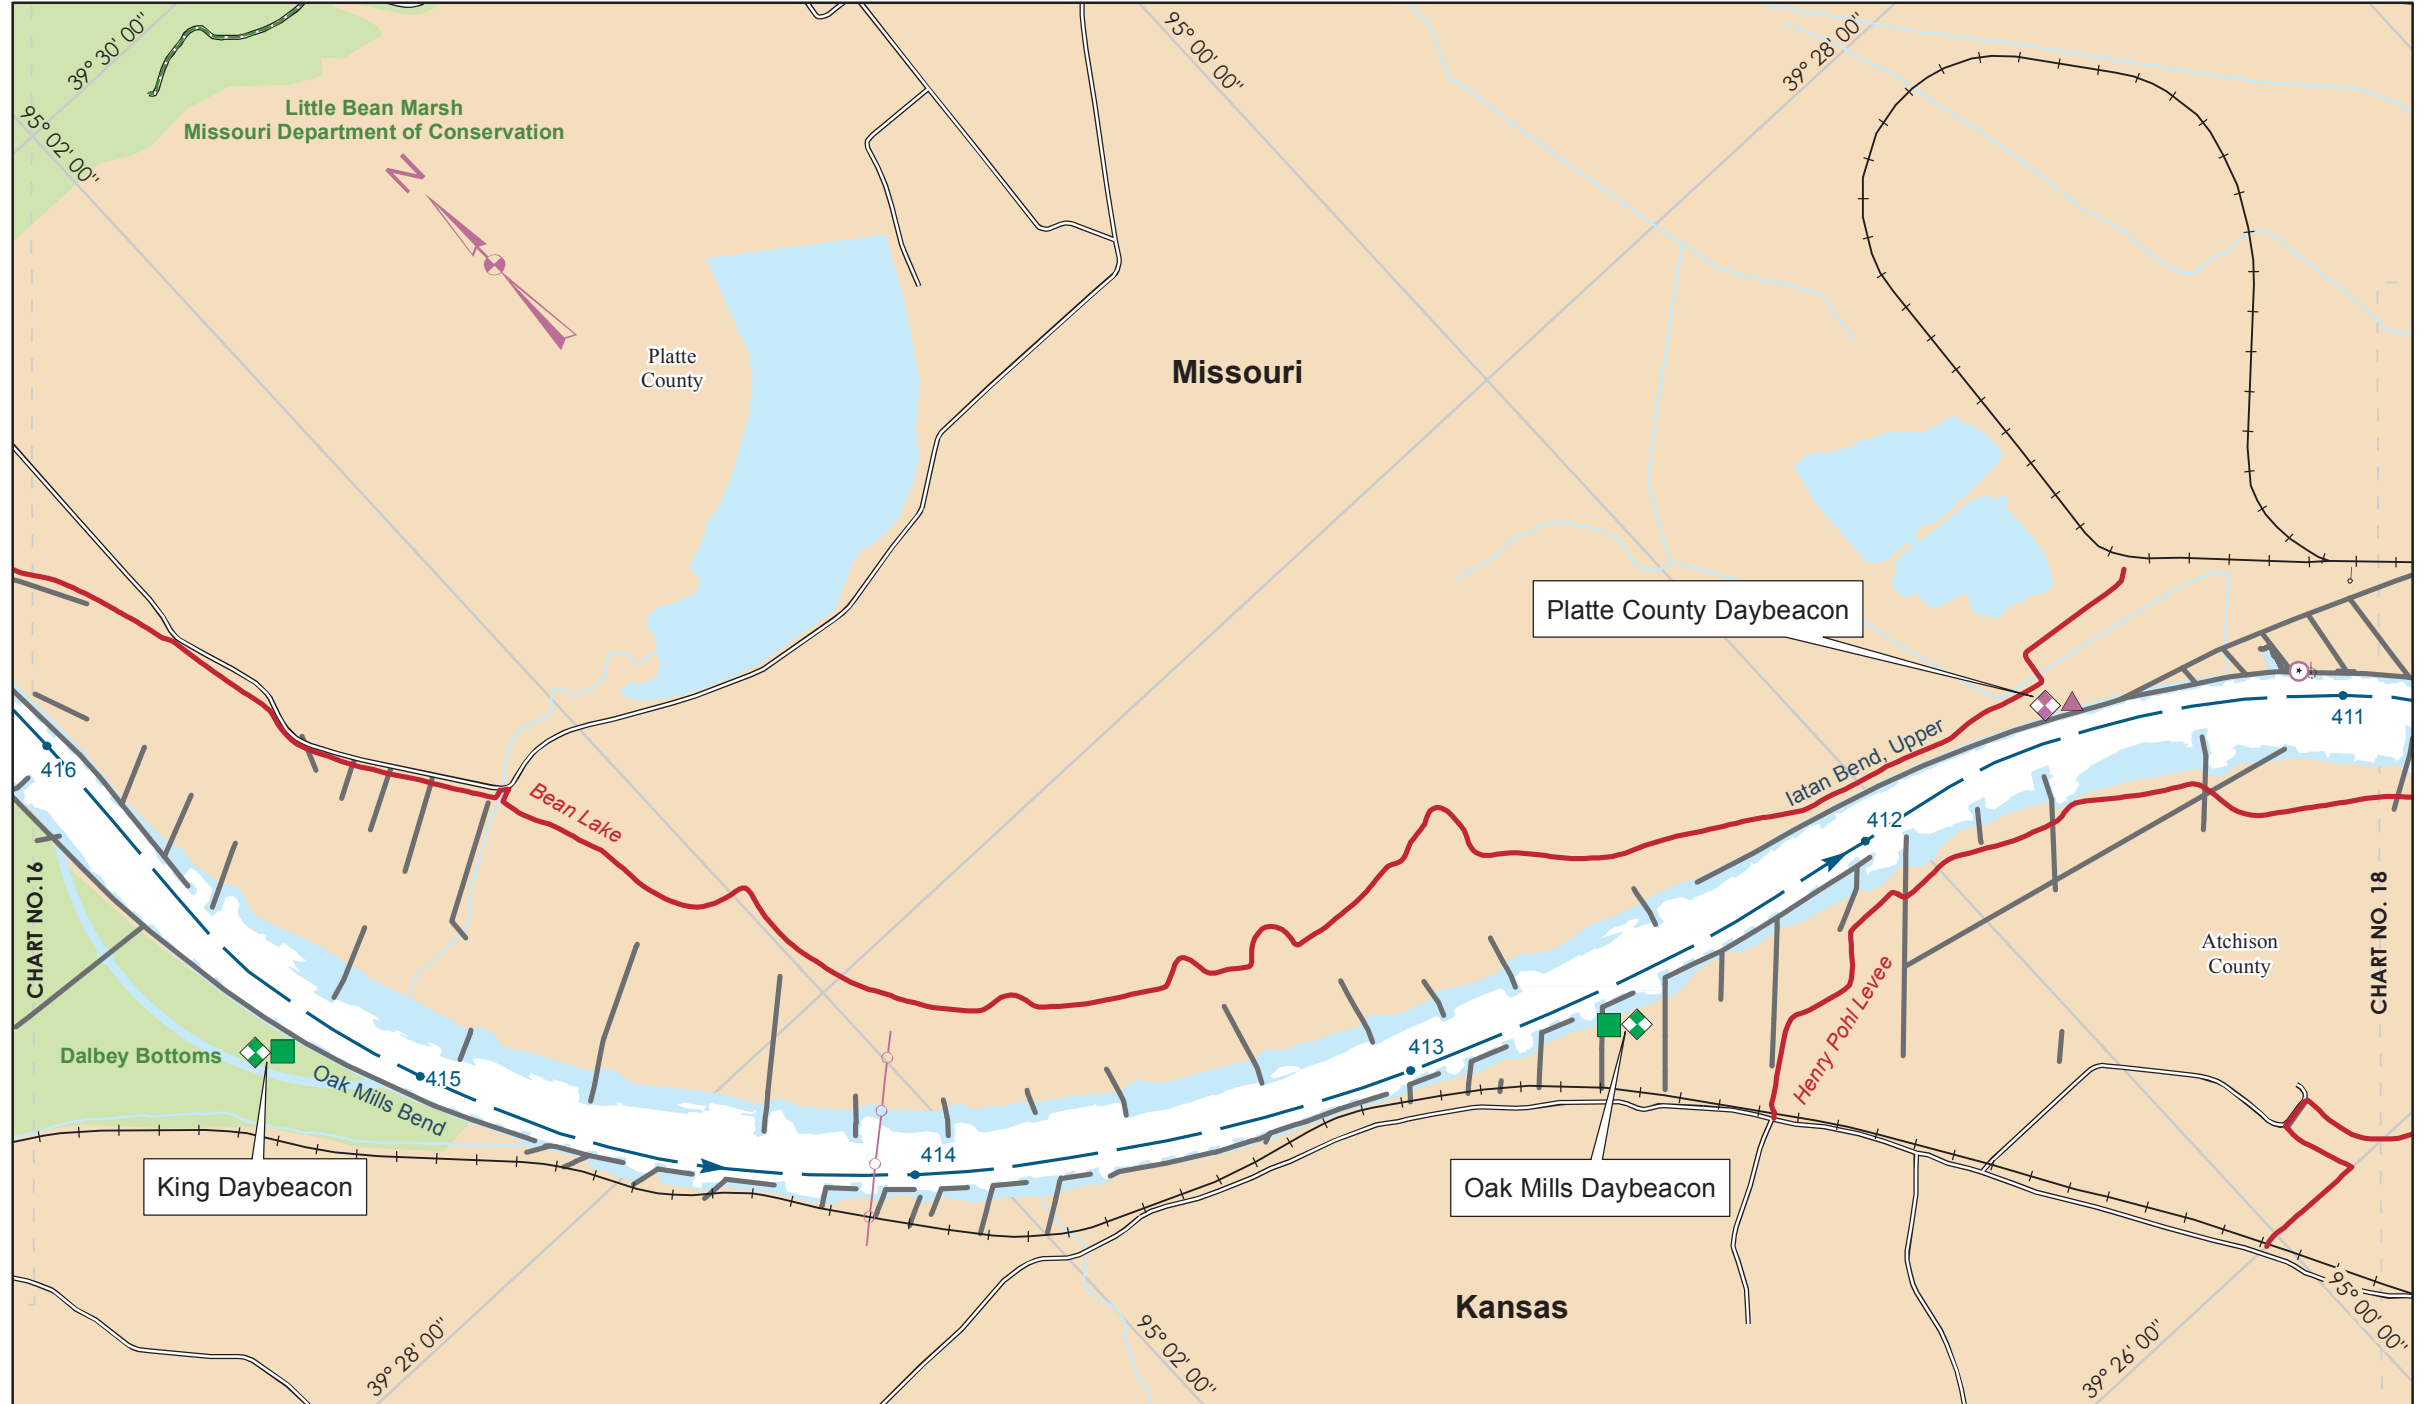 39° 30' 00"
95° 02' 00"
Little Bean Marsh
Missouri Department of Conservation
N
95° 00' 00"
39° 28' 00"
Platte
County
Missouri
Platte County Daybeacon
Iatan Bend, Upper
411
416
Bean Lake
412
CHART NO.16
CHART NO. 18
Atchison
County
Henry Pohl Levee
413
Dalbey Bottoms
Oak Mills Bend
415
414
King Daybeacon
Oak Mills Daybeacon
Kansas
39° 28' 00"
95° 02' 00"
39° 26' 00"
95° 00' 00"